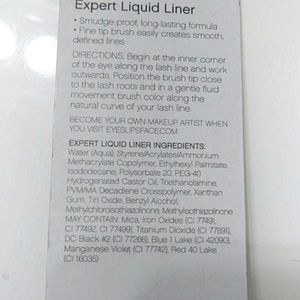 Expert Liquid Liner
• Smudge-proof, long-lasting formula
• Fine tip brush easily creates smooth,
defined lines
DIRECTIONS: Begin at the inner corner
of the eye along the lash line and work
outwards. Position the brush tip close
to the lash roots and in a gentle fluid
movement brush color along the
natural curve of your lash line.
BECOME YOUR OWN MAKEUP ARTIST WHEN
YOU VISIT EYESLIPSFACE.COM
EXPERT LIQUID LINER INGREDIENTS:
Water (Aqua), Styrene/Acrylates/Ammonium
Methacrylate Copolymer, Ethylhexyl Palmitate,
Isododecane, Polysorbate 20, PEG-40
Hydrogenated Castor Oil, Triethanolamine,
PVM/MA Decadiene Crosspolymer, Xanthan
Gum, Tin Oxide, Benzyl Alcohol,
Methylchloroisothiazolinone, Methylisothiazolinone
MAY CONTAIN: Mica, Iron Oxides (CI 77491,
CI 77492, CI 77499), Titanium Dioxide (CI 77891),
DC Black #2 (CI 77266), Blue 1 Lake (CI 42090),
Manganese Violet (CI 77742), Red 40 Lake
(CI 16035)